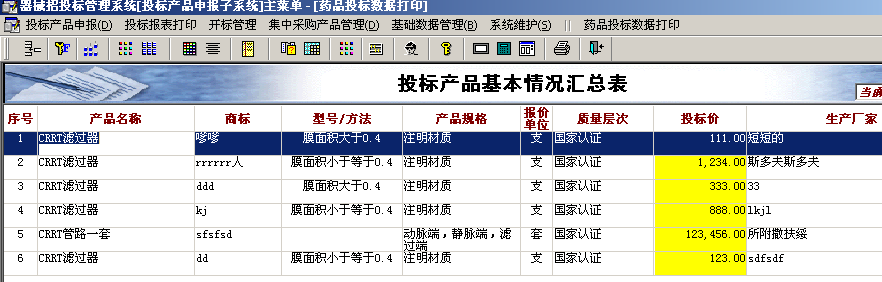 器械招投标管理系统[投标产品申报子系统]主菜单 - [药品投标数据打印]
投标产品申报(D) 投标报表打印 开标管理 集中采购产品管理(D) 基础数据管理(B) 系统维护(S) 药品投标数据打印
投标产品基本情况汇总表
序号 产品名称 商标 型号/方法 产品规格 报价单位 质量层次 投标价 生产厂家
1 CRRT滤过器 嗲嗲 膜面积大于0.4 注明材质 支 国家认证 111.00 短短的
2 CRRT滤过器 rrrrrr人 膜面积小于等于0.4 注明材质 支 国家认证 1,234.00 斯多夫斯多夫
3 CRRT滤过器 ddd 膜面积大于0.4 注明材质 支 国家认证 333.00 33
4 CRRT滤过器 kj 膜面积小于等于0.4 注明材质 支 国家认证 888.00 lkjl
5 CRRT管路一套 sfsfsd 动脉端，静脉端，滤过端 套 国家认证 123,456.00 所附撒扶绥
6 CRRT滤过器 dd 膜面积小于等于0.4 注明材质 支 国家认证 123.00 sdfsdf